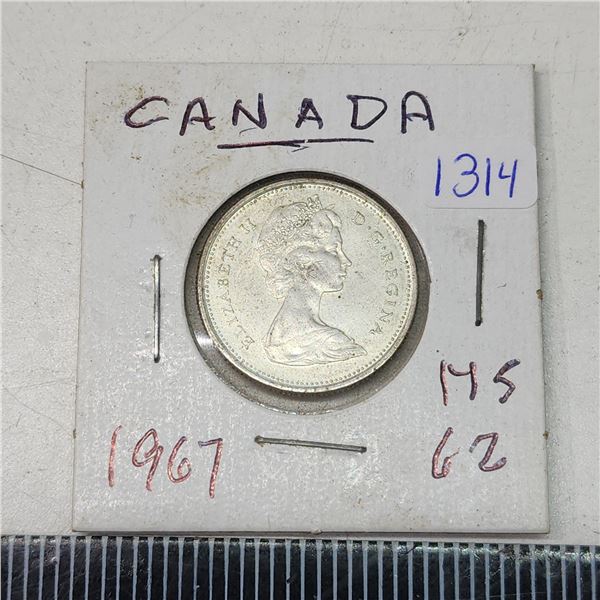 CANADA
1314
ELIZABETH II D·G·REGINA
MS
1967
62